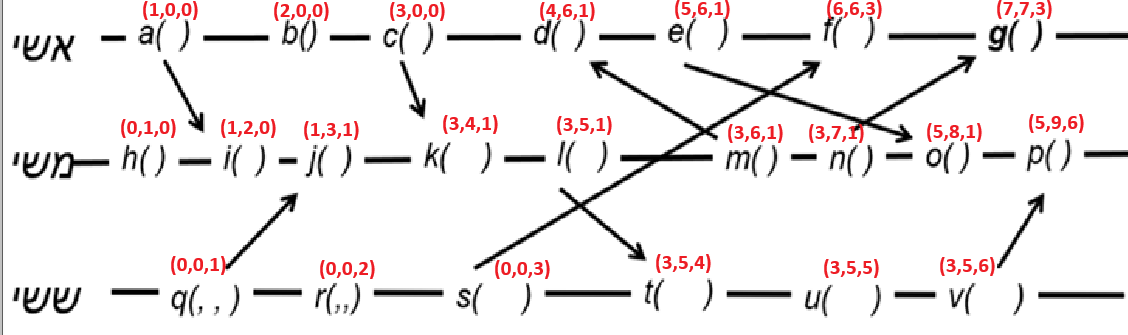 (1,0,0) (2,0,0) (3,0,0) (4,6,1) (5,6,1) (6,6,3) (7,7,3)
אשי a( ) b() c( ) d( ) e( ) f( ) g( )
(0,1,0) (1,2,0) (1,3,1) (3,4,1) (3,5,1) (3,6,1) (3,7,1) (5,8,1) (5,9,6)
משי h( ) i( ) j( ) k( ) l( ) m( ) n( ) o( ) p( )
(0,0,1) (0,0,2) (0,0,3) (3,5,4) (3,5,5) (3,5,6)
ששי q(, , ) r(,,) s( ) t( ) u( ) v( )